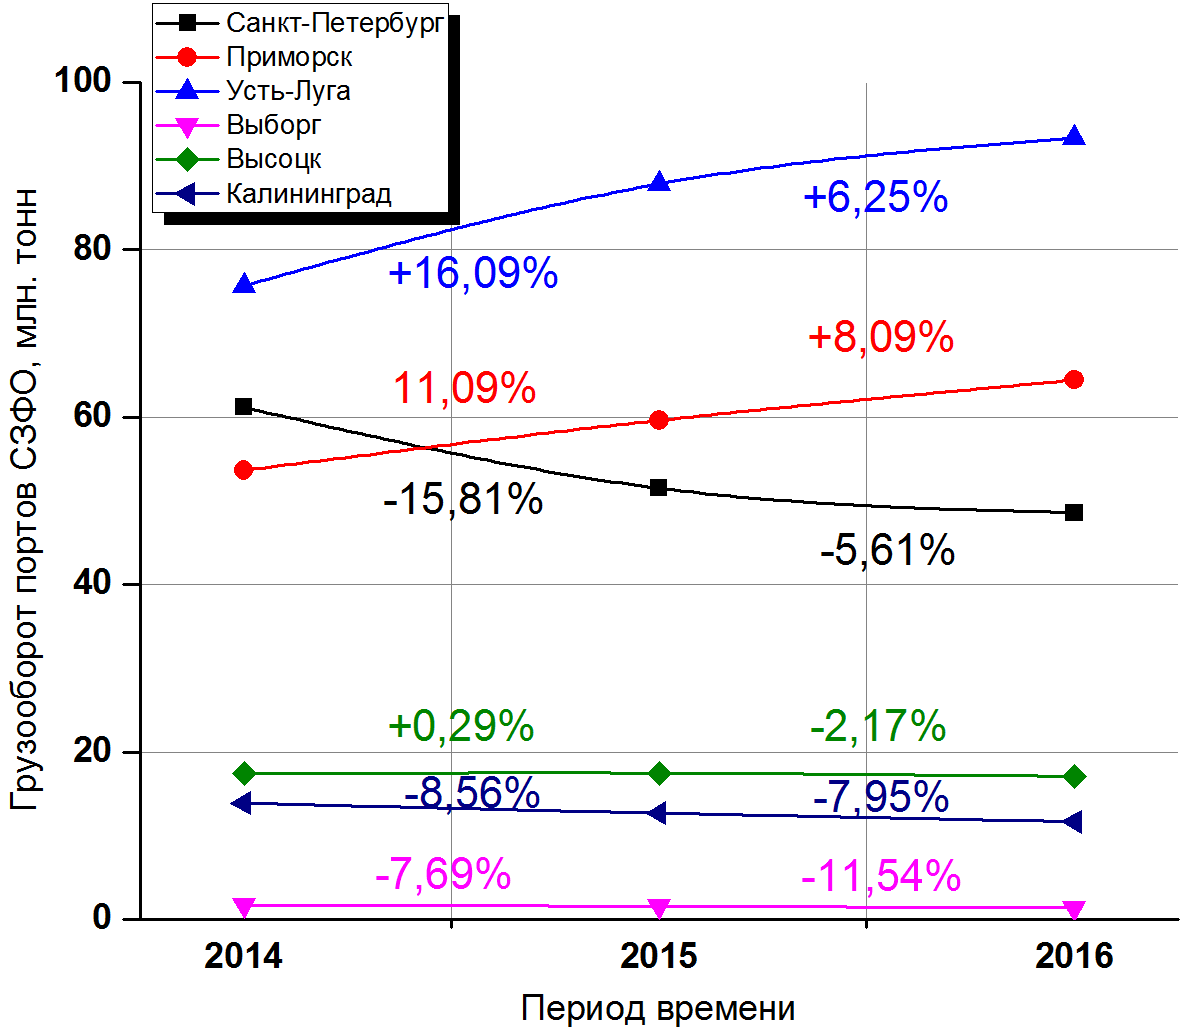 Санкт-Петербург
Приморск
Усть-Луга
Выборг
Высоцк
Калининград
Грузооборот портов СЗФО, млн. тонн
100
80
60
40
20
0
+6,25%
+16,09%
+8,09%
11,09%
-15,81%
-5,61%
+0,29%
-2,17%
-8,56%
-7,95%
-7,69%
-11,54%
2014 2015 2016
Период времени